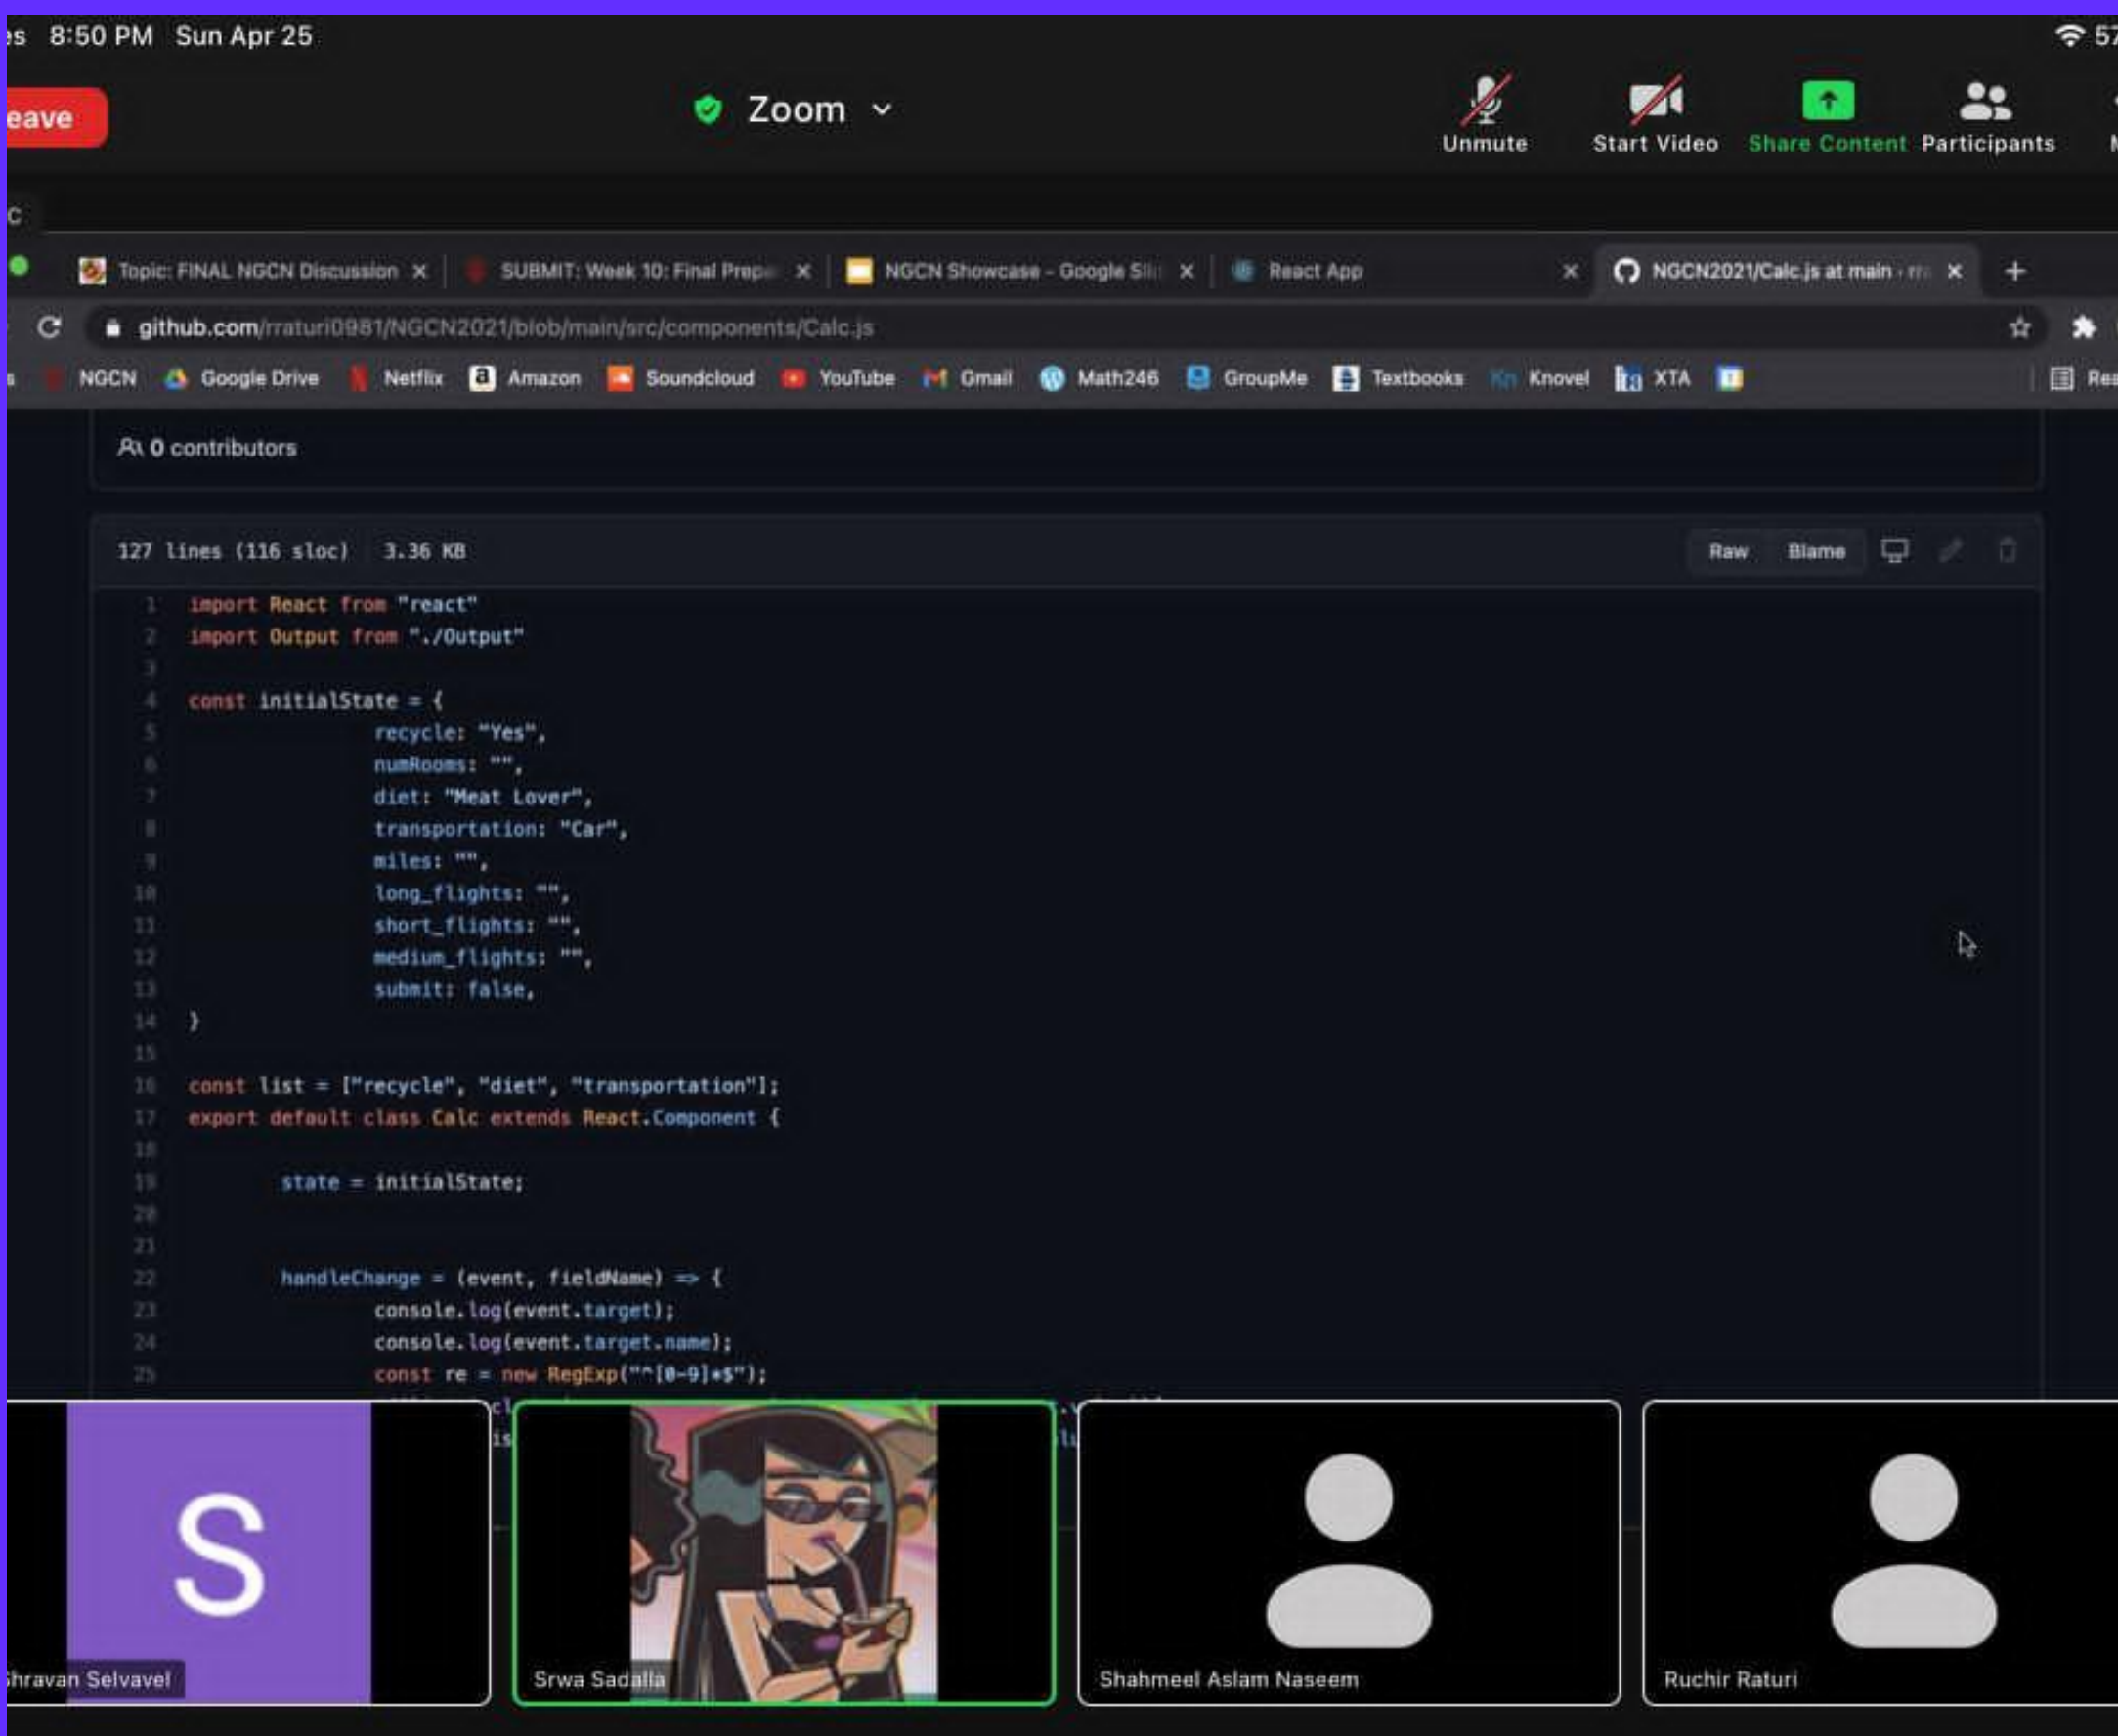 es 8:50 PM Sun Apr 25 57
eave
Zoom
Unmute Start Video Share Content Participants
C
Topic: FINAL NGCN Discussion SUBMIT: Week 10: Final Prep NGCN Showcase - Google Sli React App NGCN2021/Calc.js at main · rr
github.com/rraturi0981/NGCN2021/blob/main/src/components/Calc.js
s NGCN Google Drive Netflix Amazon Soundcloud YouTube Gmail Math246 GroupMe Textbooks Kn Knovel XTA Rea
0 contributors
127 lines (116 sloc) 3.36 KB Raw Blame
1 import React from "react"
2 import Output from "./Output"
3
4 const initialState = {
5 recycle: "Yes",
6 numRooms: "",
7 diet: "Meat Lover",
8 transportation: "Car",
9 miles: "",
10 long_flights: "",
11 short_flights: "",
12 medium_flights: "",
13 submit: false,
14 }
15
16 const list = ["recycle", "diet", "transportation"];
17 export default class Calc extends React.Component {
18
19 state = initialState;
20
21
22 handleChange = (event, fieldName) => {
23 console.log(event.target);
24 console.log(event.target.name);
25 const re = new RegExp("^[0-9]*$");
S
Shravan Selvavel Srwa Sadalla Shahmeel Aslam Naseem Ruchir Raturi